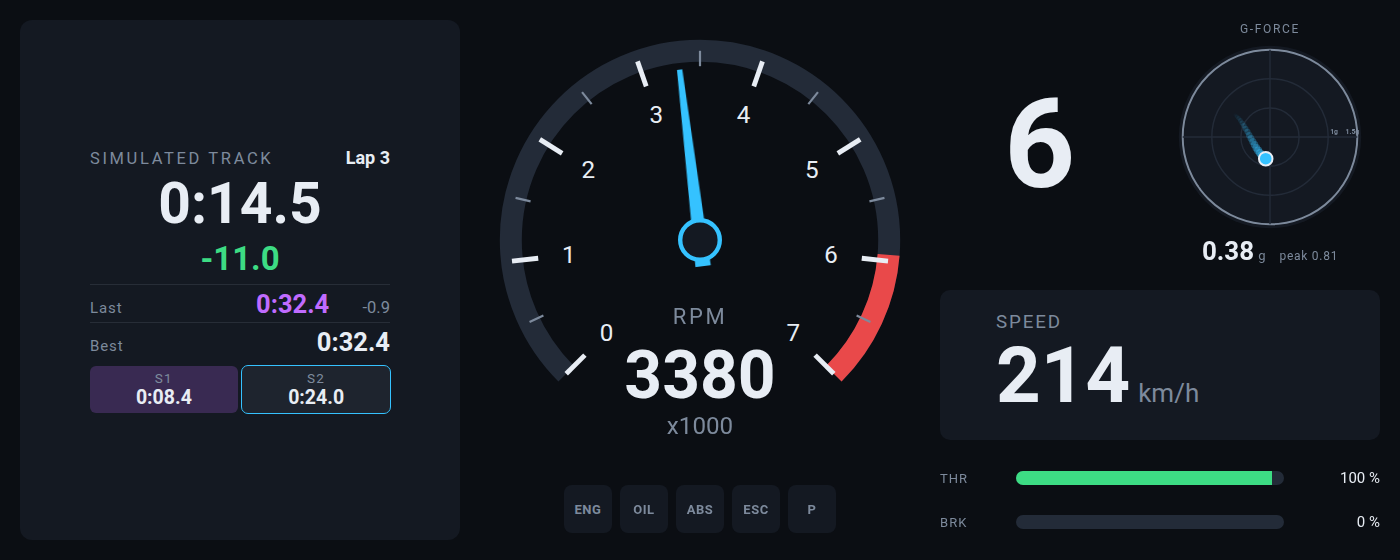 SIMULATED TRACK Lap 3
0:14.5
-11.0
Last 0:32.4 -0.9
Best 0:32.4
S1 S2
0:08.4 0:24.0
0 1 2 3 4 5 6 7
RPM
3380
x1000
ENG OIL ABS ESC P
6
G-FORCE
1g 1.5g
0.38 g peak 0.81
SPEED
214 km/h
THR 100 %
BRK 0 %